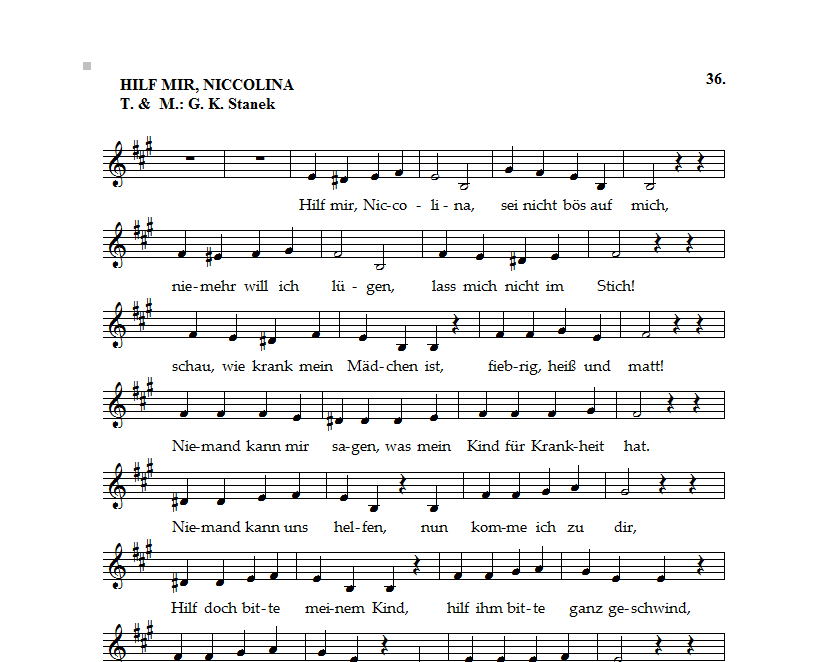 36.
HILF MIR, NICCOLINA
T. & M.: G. K. Stanek
Hilf mir, Nic-co - li - na, sei nicht bös auf mich,
nie-mehr will ich lü - gen, lass mich nicht im Stich!
schau, wie krank mein Mäd-chen ist, fieb-rig, heiß und matt!
Nie-mand kann mir sa-gen, was mein Kind für Krank-heit hat.
Nie-mand kann uns hel-fen, nun kom-me ich zu dir,
Hilf doch bit-te mei-nem Kind, hilf ihm bit-te ganz ge-schwind,